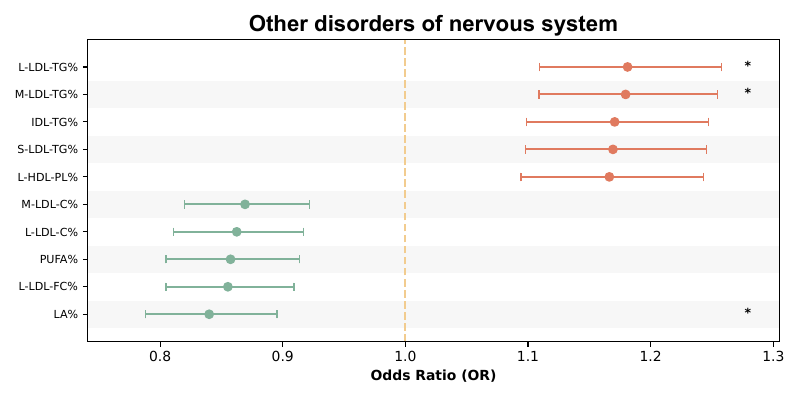 Other disorders of nervous system
L-LDL-TG% *
M-LDL-TG% *
IDL-TG%
S-LDL-TG%
L-HDL-PL%
M-LDL-C%
L-LDL-C%
PUFA%
L-LDL-FC%
LA% *
0.8 0.9 1.0 1.1 1.2 1.3
Odds Ratio (OR)